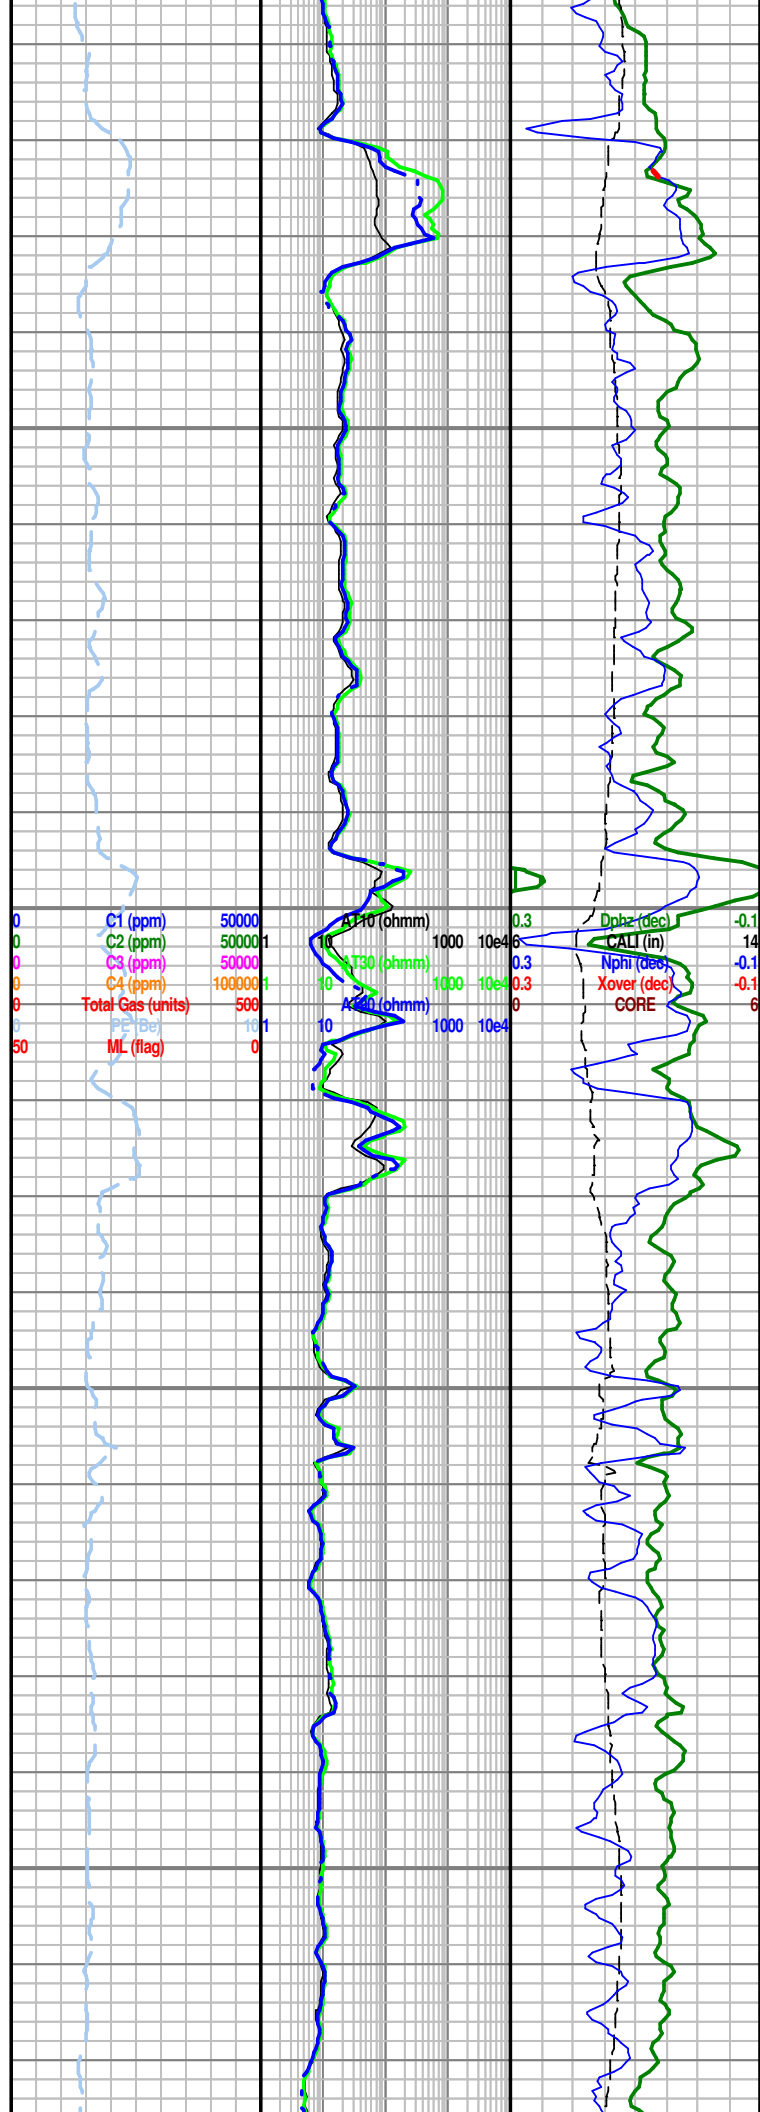 0 C1 (ppm) 50000
0 C2 (ppm) 50000
0 C3 (ppm) 50000
0 C4 (ppm) 1000000
0 Total Gas (units) 500
0 PE (Be) 10
50 ML (flag) 0
AT10 (ohmm)
1 10 1000 10e4
AT30 (ohmm)
1 10 1000 10e4
(ohmm)
1 10 1000 10e4
0.3 Dphz (dec) -0.1
6 CALI (in) 14
0.3 Nphi (dec) -0.1
0.3 Xover (dec) -0.1
0 CORE 6